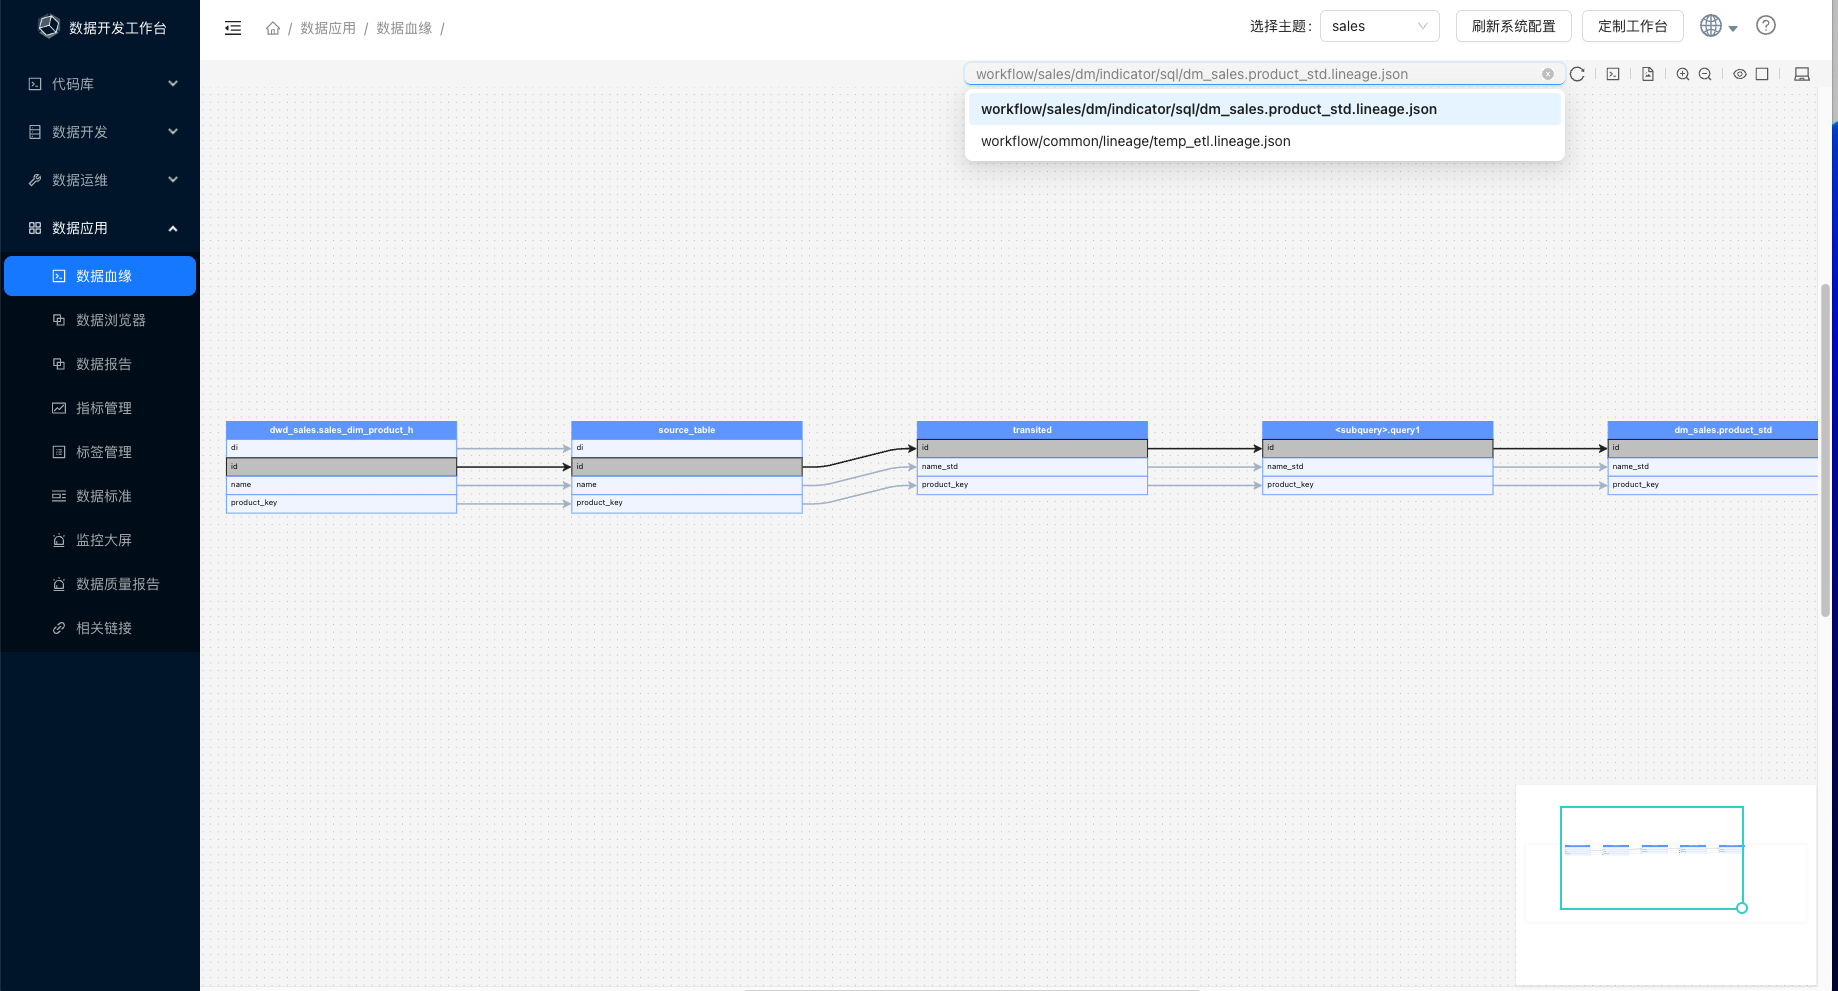 数据开发工作台
代码库
数据开发
数据运维
数据应用
数据血缘
数据浏览器
数据报告
指标管理
标签管理
数据标准
监控大屏
数据质量报告
相关链接
/ 数据应用 / 数据血缘 /
选择主题: sales 刷新系统配置 定制工作台
workflow/sales/dm/indicator/sql/dm_sales.product_std.lineage.json
workflow/sales/dm/indicator/sql/dm_sales.product_std.lineage.json
workflow/common/lineage/temp_etl.lineage.json
dwd_sales.sales_dim_product_h
di
id
name
product_key
source_table
di
id
name
product_key
transited
id
name_std
product_key
<subquery>.query1
id
name_std
product_key
dm_sales.product_std
id
name_std
product_key